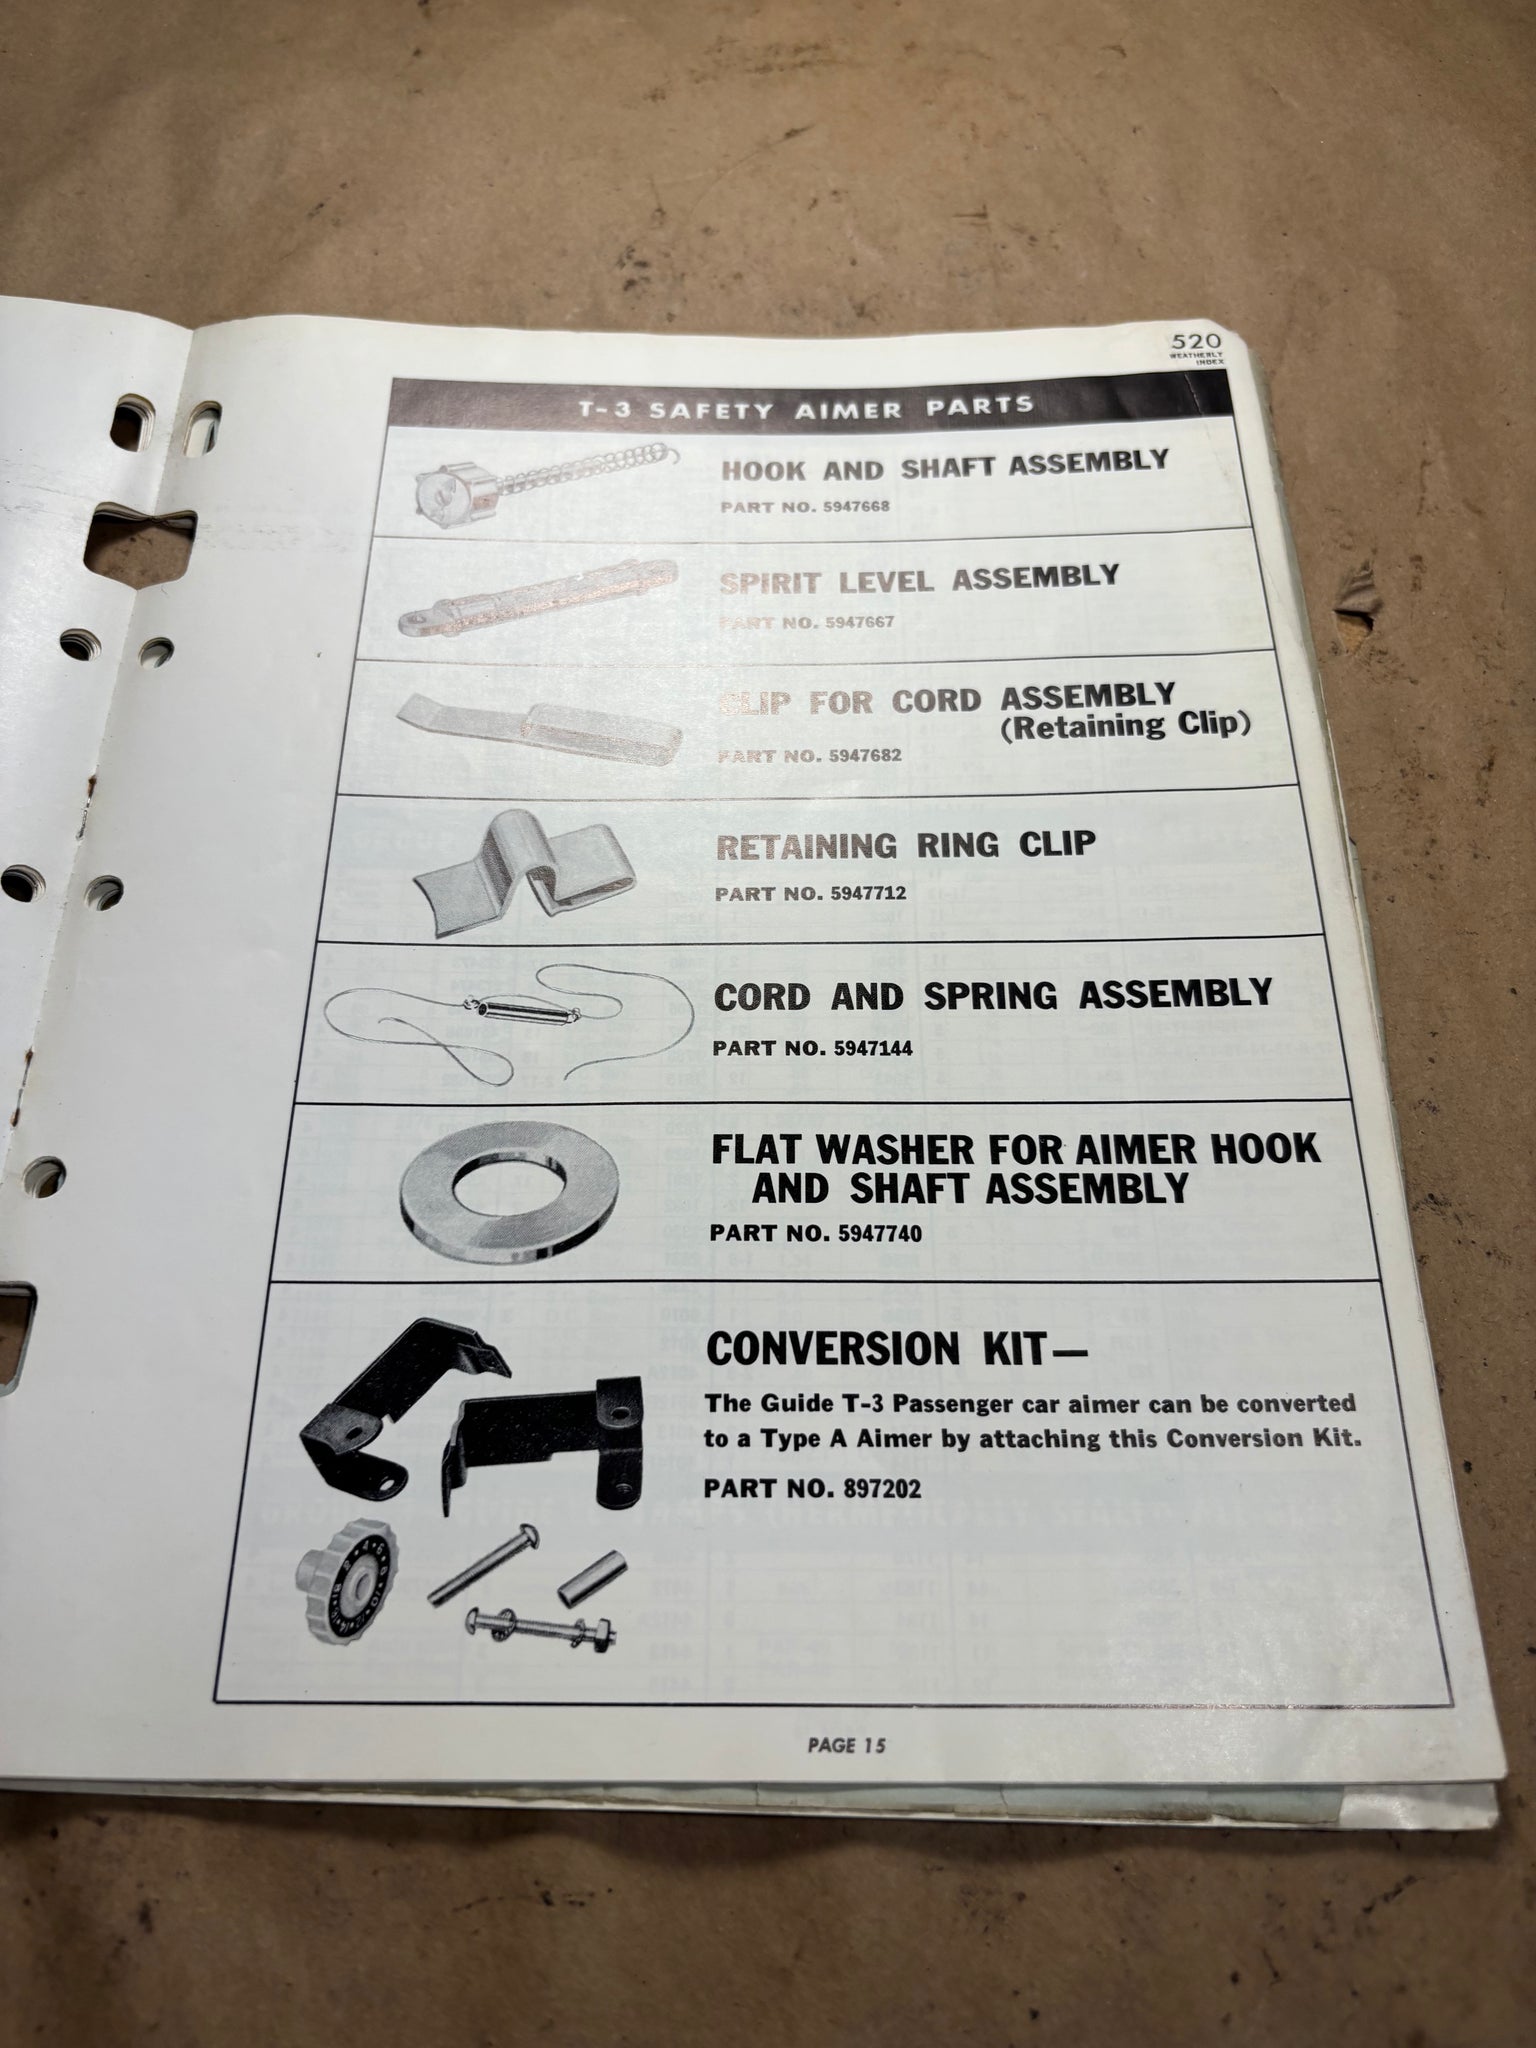 520
WEATHERLY
INDEX
T-3 SAFETY AIMER PARTS
HOOK AND SHAFT ASSEMBLY
PART NO. 5947668
SPIRIT LEVEL ASSEMBLY
PART NO. 5947667
CLIP FOR CORD ASSEMBLY
(Retaining Clip)
PART NO. 5947682
RETAINING RING CLIP
PART NO. 5947712
CORD AND SPRING ASSEMBLY
PART NO. 5947144
FLAT WASHER FOR AIMER HOOK
AND SHAFT ASSEMBLY
PART NO. 5947740
CONVERSION KIT—
The Guide T-3 Passenger car aimer can be converted
to a Type A Aimer by attaching this Conversion Kit.
PART NO. 897202
PAGE 15